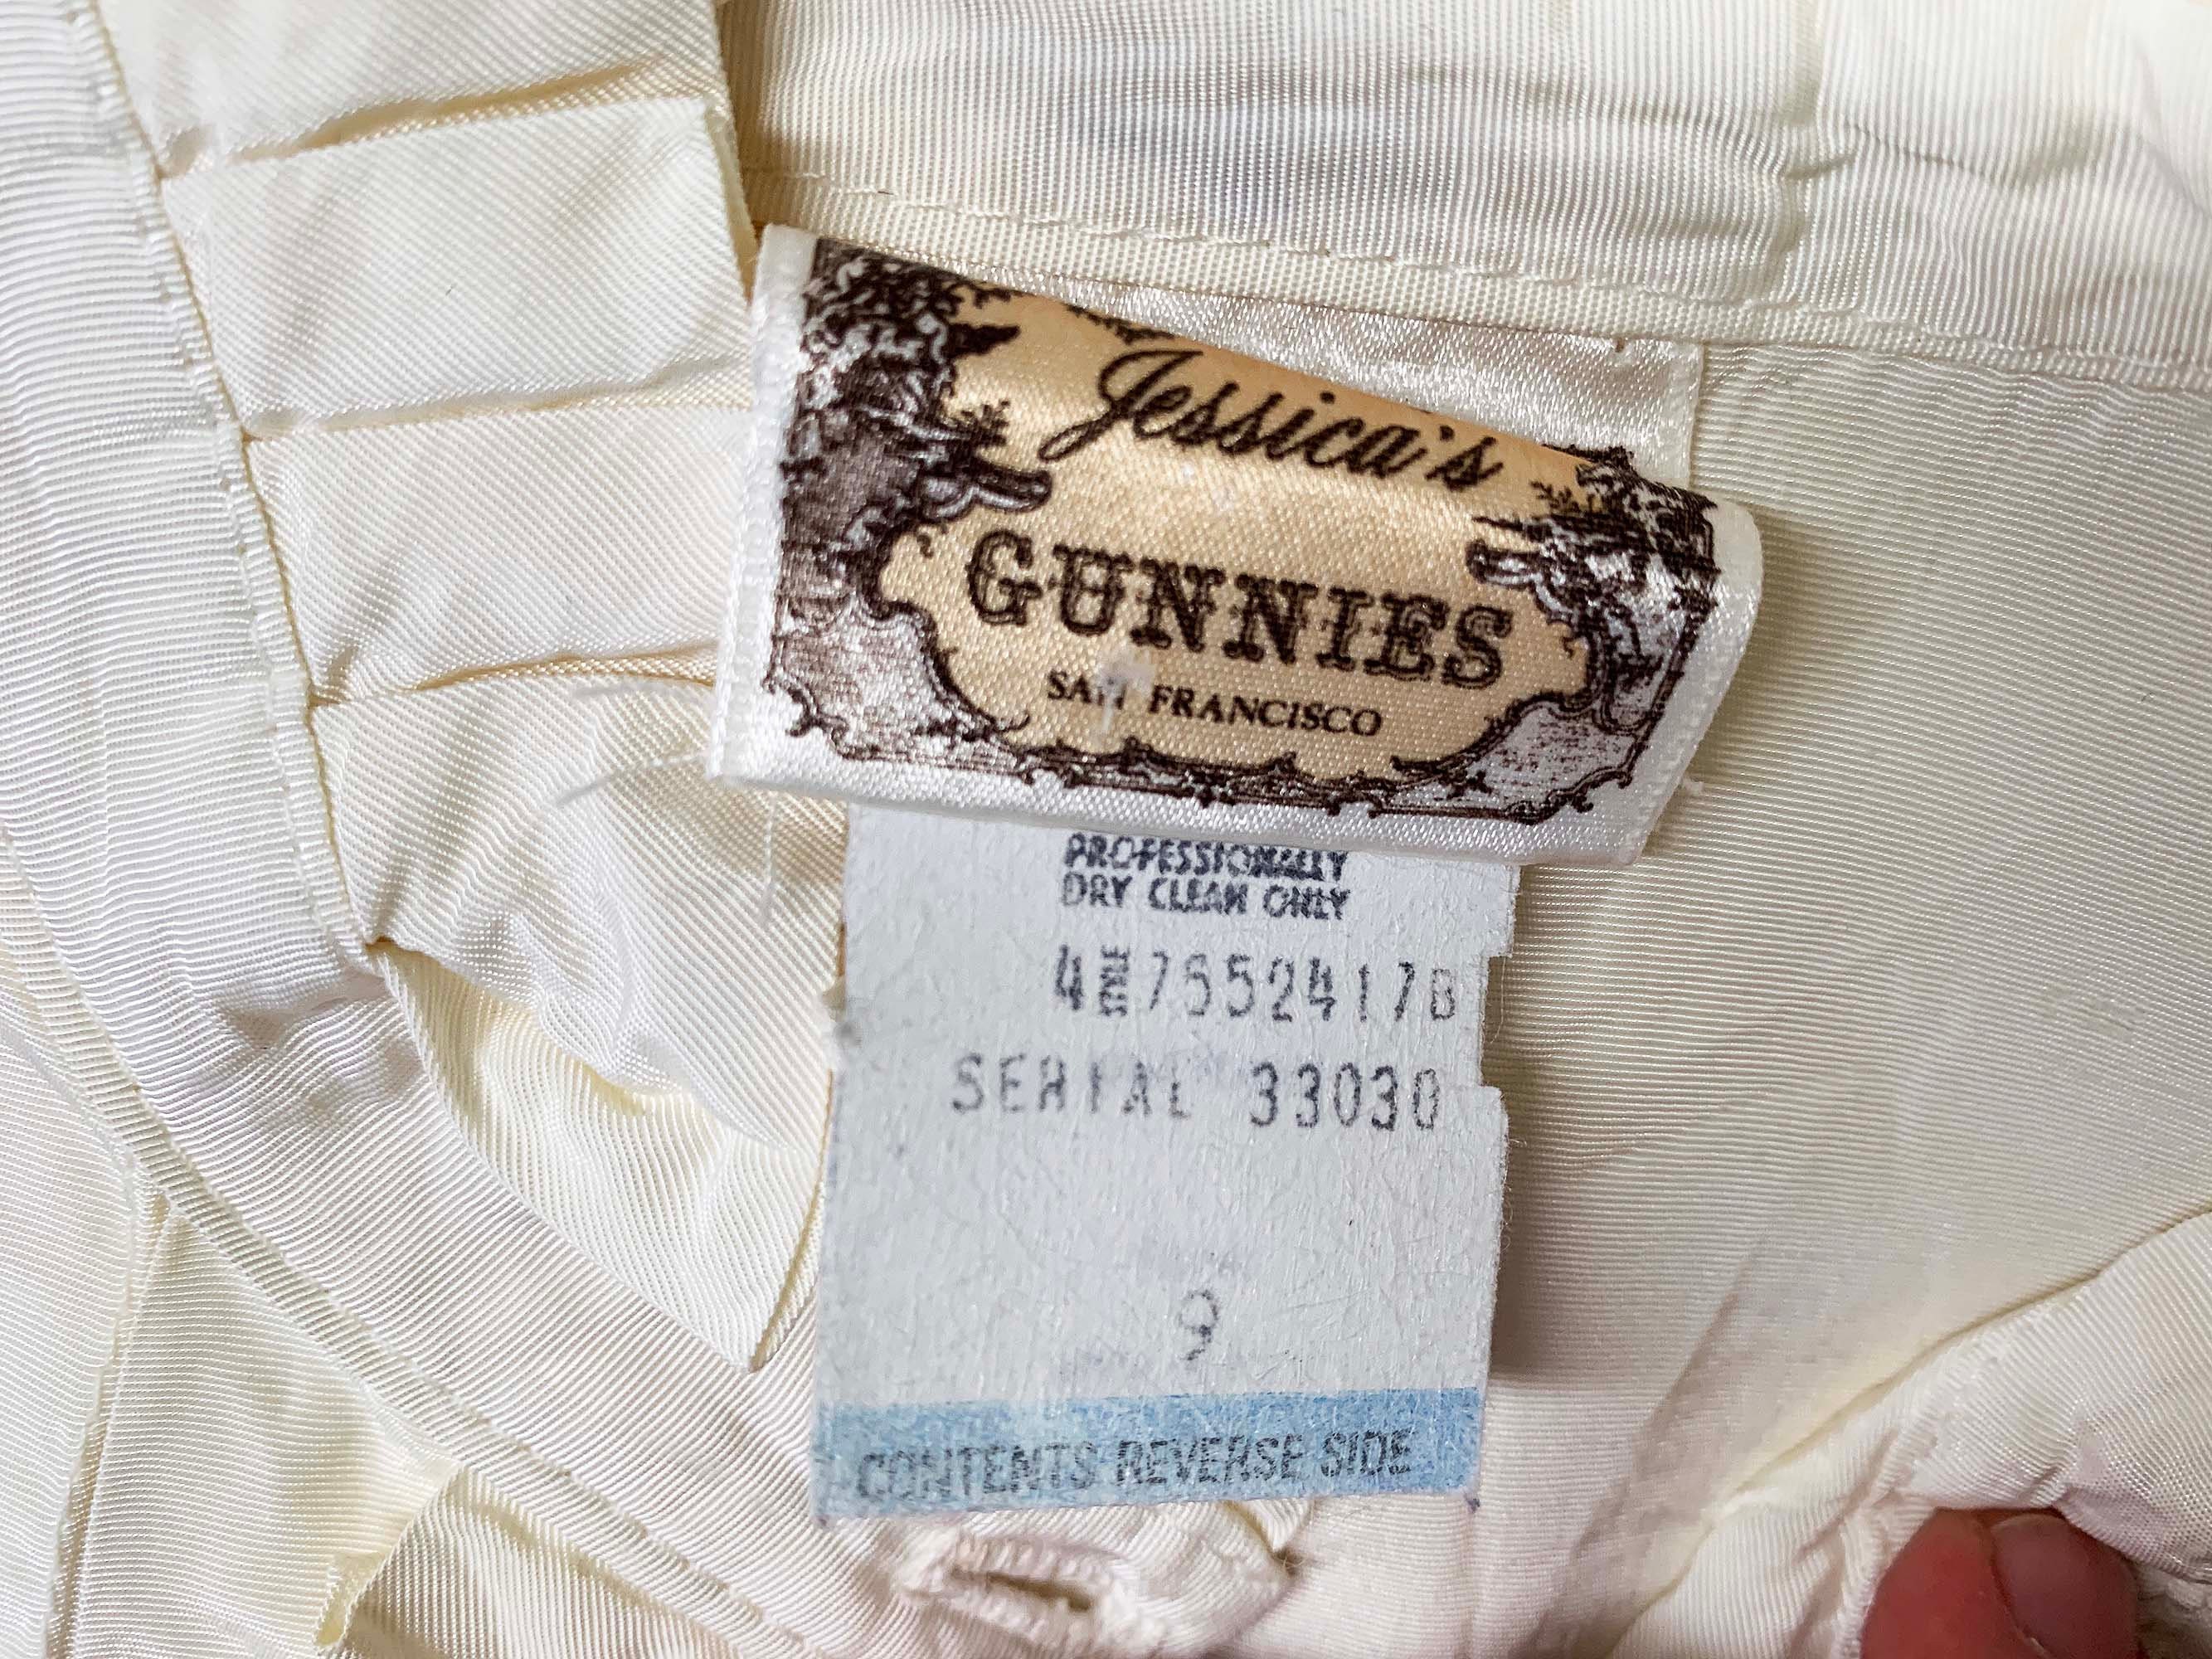 Jessica's
GUNNIES
SAN FRANCISCO
PROFESSIONALLY
DRY CLEAN ONLY
SERIAL 33030
9
CONTENTS REVERSE SIDE